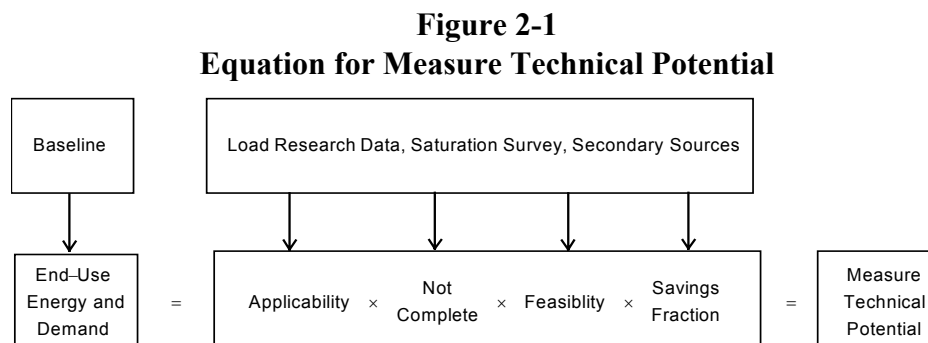 Figure 2-1
Equation for Measure Technical Potential
Baseline
Load Research Data, Saturation Survey, Secondary Sources
End–Use
Energy and
Demand
=
Applicability × Not
Complete × Feasiblity × Savings
Fraction
=
Measure
Technical
Potential